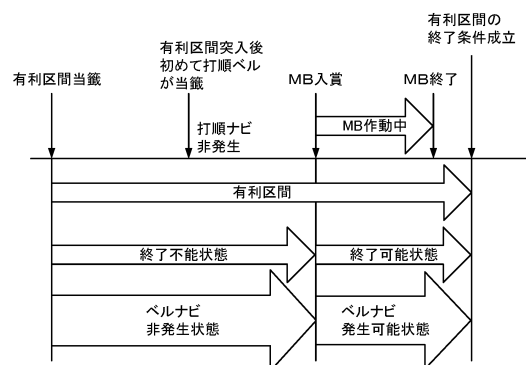 有利区間の
終了条件成立
有利区間突入後
初めて打順ベル
が当籤
有利区間当籤
MB入賞
MB終了
打順ナビ
非発生
MB作動中
有利区間
終了不能状態
終了可能状態
ベルナビ
非発生状態
ベルナビ
発生可能状態